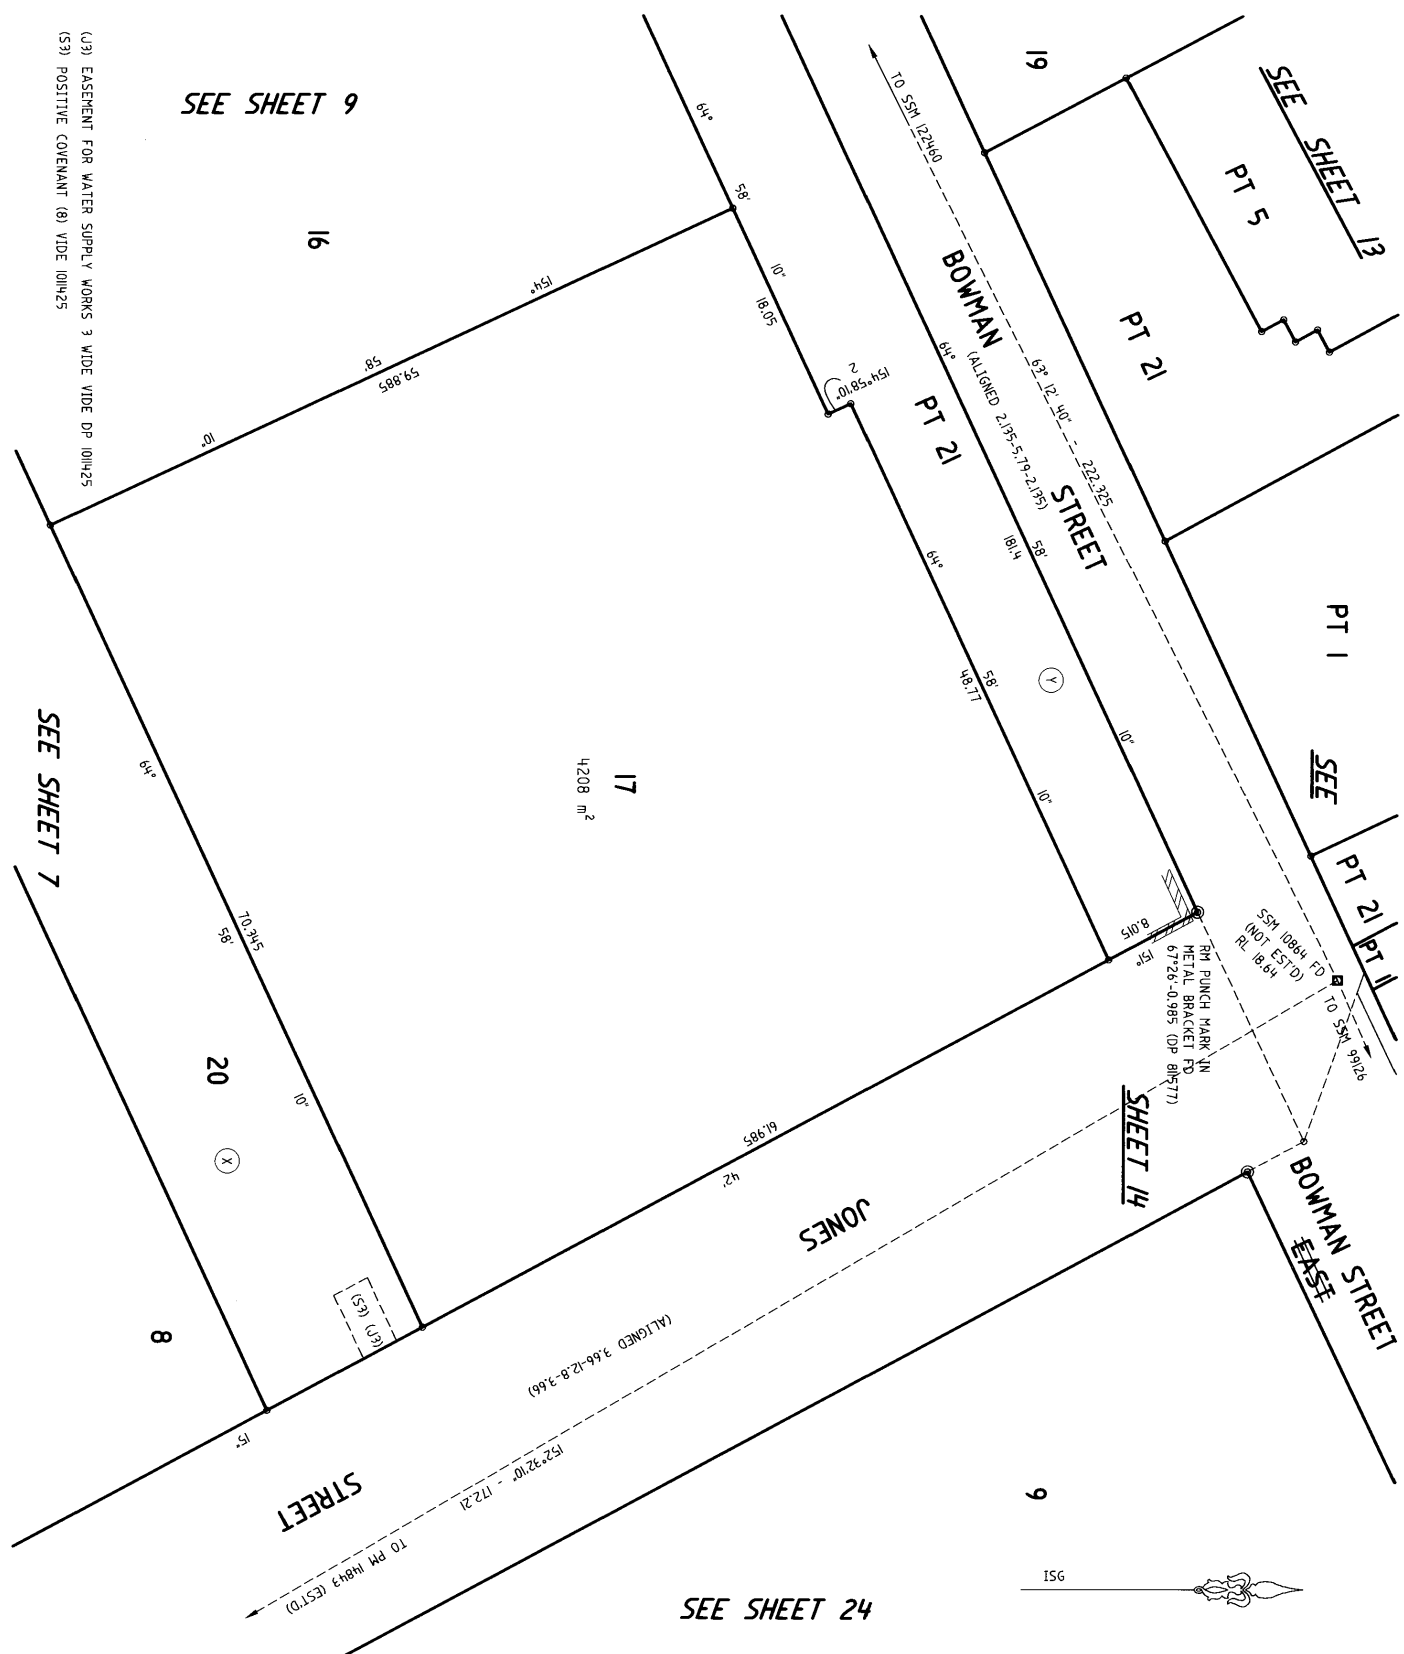 (J3) EASEMENT FOR WATER SUPPLY WORKS 3 WIDE VIDE DP 1011425
(S3) POSITIVE COVENANT (8) VIDE 1011425
SEE SHEET 9
16
19
SEE SHEET 13
PT 5
PT 21
TO SSM 122460
BOWMAN
STREET
(ALIGNED 2.135-5.79-2.135)
63° 12' 40" - 222.325
64°
58'
10"
18.05
154°58'10"
2
154°
58'
10"
59.885
64°
58'
10"
181.4
PT 21
64°
58'
10"
48.77
Y
PT 1
SEE
PT 21
PT 11
17
4208 m²
8.015
151°
RM PUNCH MARK IN
METAL BRACKET FD
67°26'-0.985 (DP 811577)
SSM 10864 FD
(NOT EST'D)
RL 18.64
TO SSM 99126
SHEET 14
BOWMAN STREET
EAST
SEE SHEET 7
64°
58'
10"
70.345
20
X
(S3) (J3)
8
61.985
42'
15"
JONES
STREET
(ALIGNED 3.66-12.8-3.66)
152°32'10" - 172.21
TO PM 14843 (EST'D)
9
ISG
SEE SHEET 24